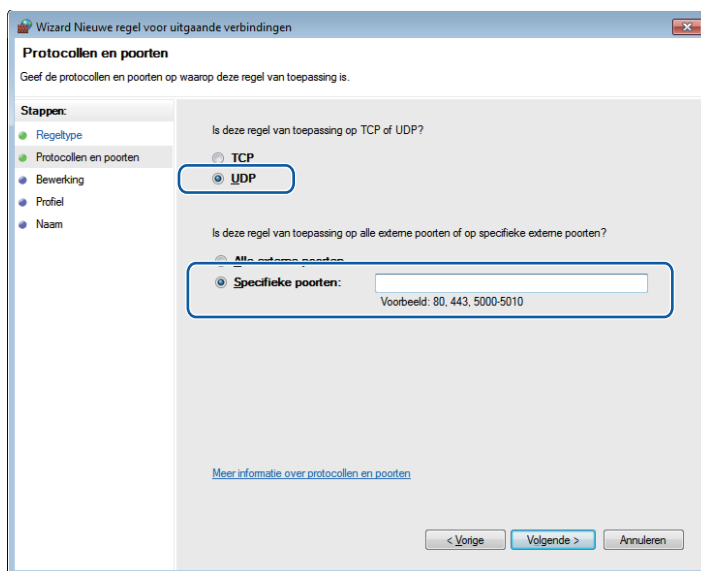 Wizard Nieuwe regel voor uitgaande verbindingen
Protocollen en poorten
Geef de protocollen en poorten op waarop deze regel van toepassing is.
Stappen:
Regeltype
Protocollen en poorten
Bewerking
Profiel
Naam
Is deze regel van toepassing op TCP of UDP?
TCP
UDP
Is deze regel van toepassing op alle externe poorten of op specifieke externe poorten?
Alle externe poorten
Specifieke poorten:
Voorbeeld: 80, 443, 5000-5010
Meer informatie over protocollen en poorten
< Vorige
Volgende >
Annuleren